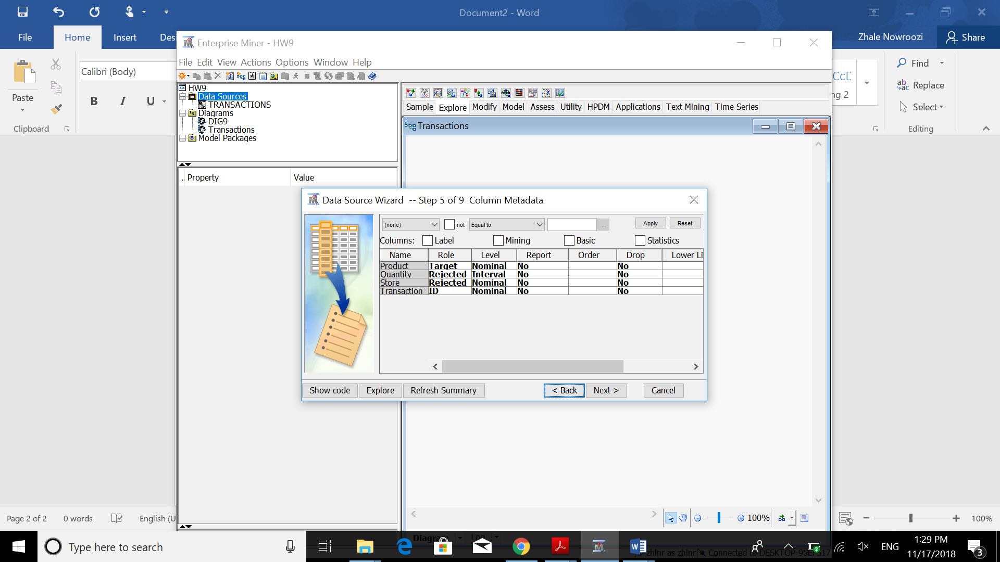 Document2 - Word
File Home Insert Desi
Zhale Nowroozi Share
Enterprise Miner - HW9
File Edit View Actions Options Window Help
Calibri (Body)
Paste
B I U
Clipboard
Find
Replace
Select
Editing
CcD
ng 2
HW9
Data Sources
TRANSACTIONS
Diagrams
DIG9
Transactions
Model Packages
Sample Explore Modify Model Assess Utility HPDM Applications Text Mining Time Series
Transactions
.. Property Value
Data Source Wizard -- Step 5 of 9 Column Metadata
(none) not Equal to ... Apply Reset
Columns: Label Mining Basic Statistics
Name Role Level Report Order Drop Lower Li
Product Target Nominal No No
Quantity Rejected Interval No No
Store Rejected Nominal No No
Transaction ID Nominal No No
Show code Explore Refresh Summary < Back Next > Cancel
100%
Diagram Log
zhlnr as zhlnr Connected to DESKTOP-
Page 2 of 2 0 words English (U
100%
Type here to search
ENG
1:29 PM
11/17/2018
3